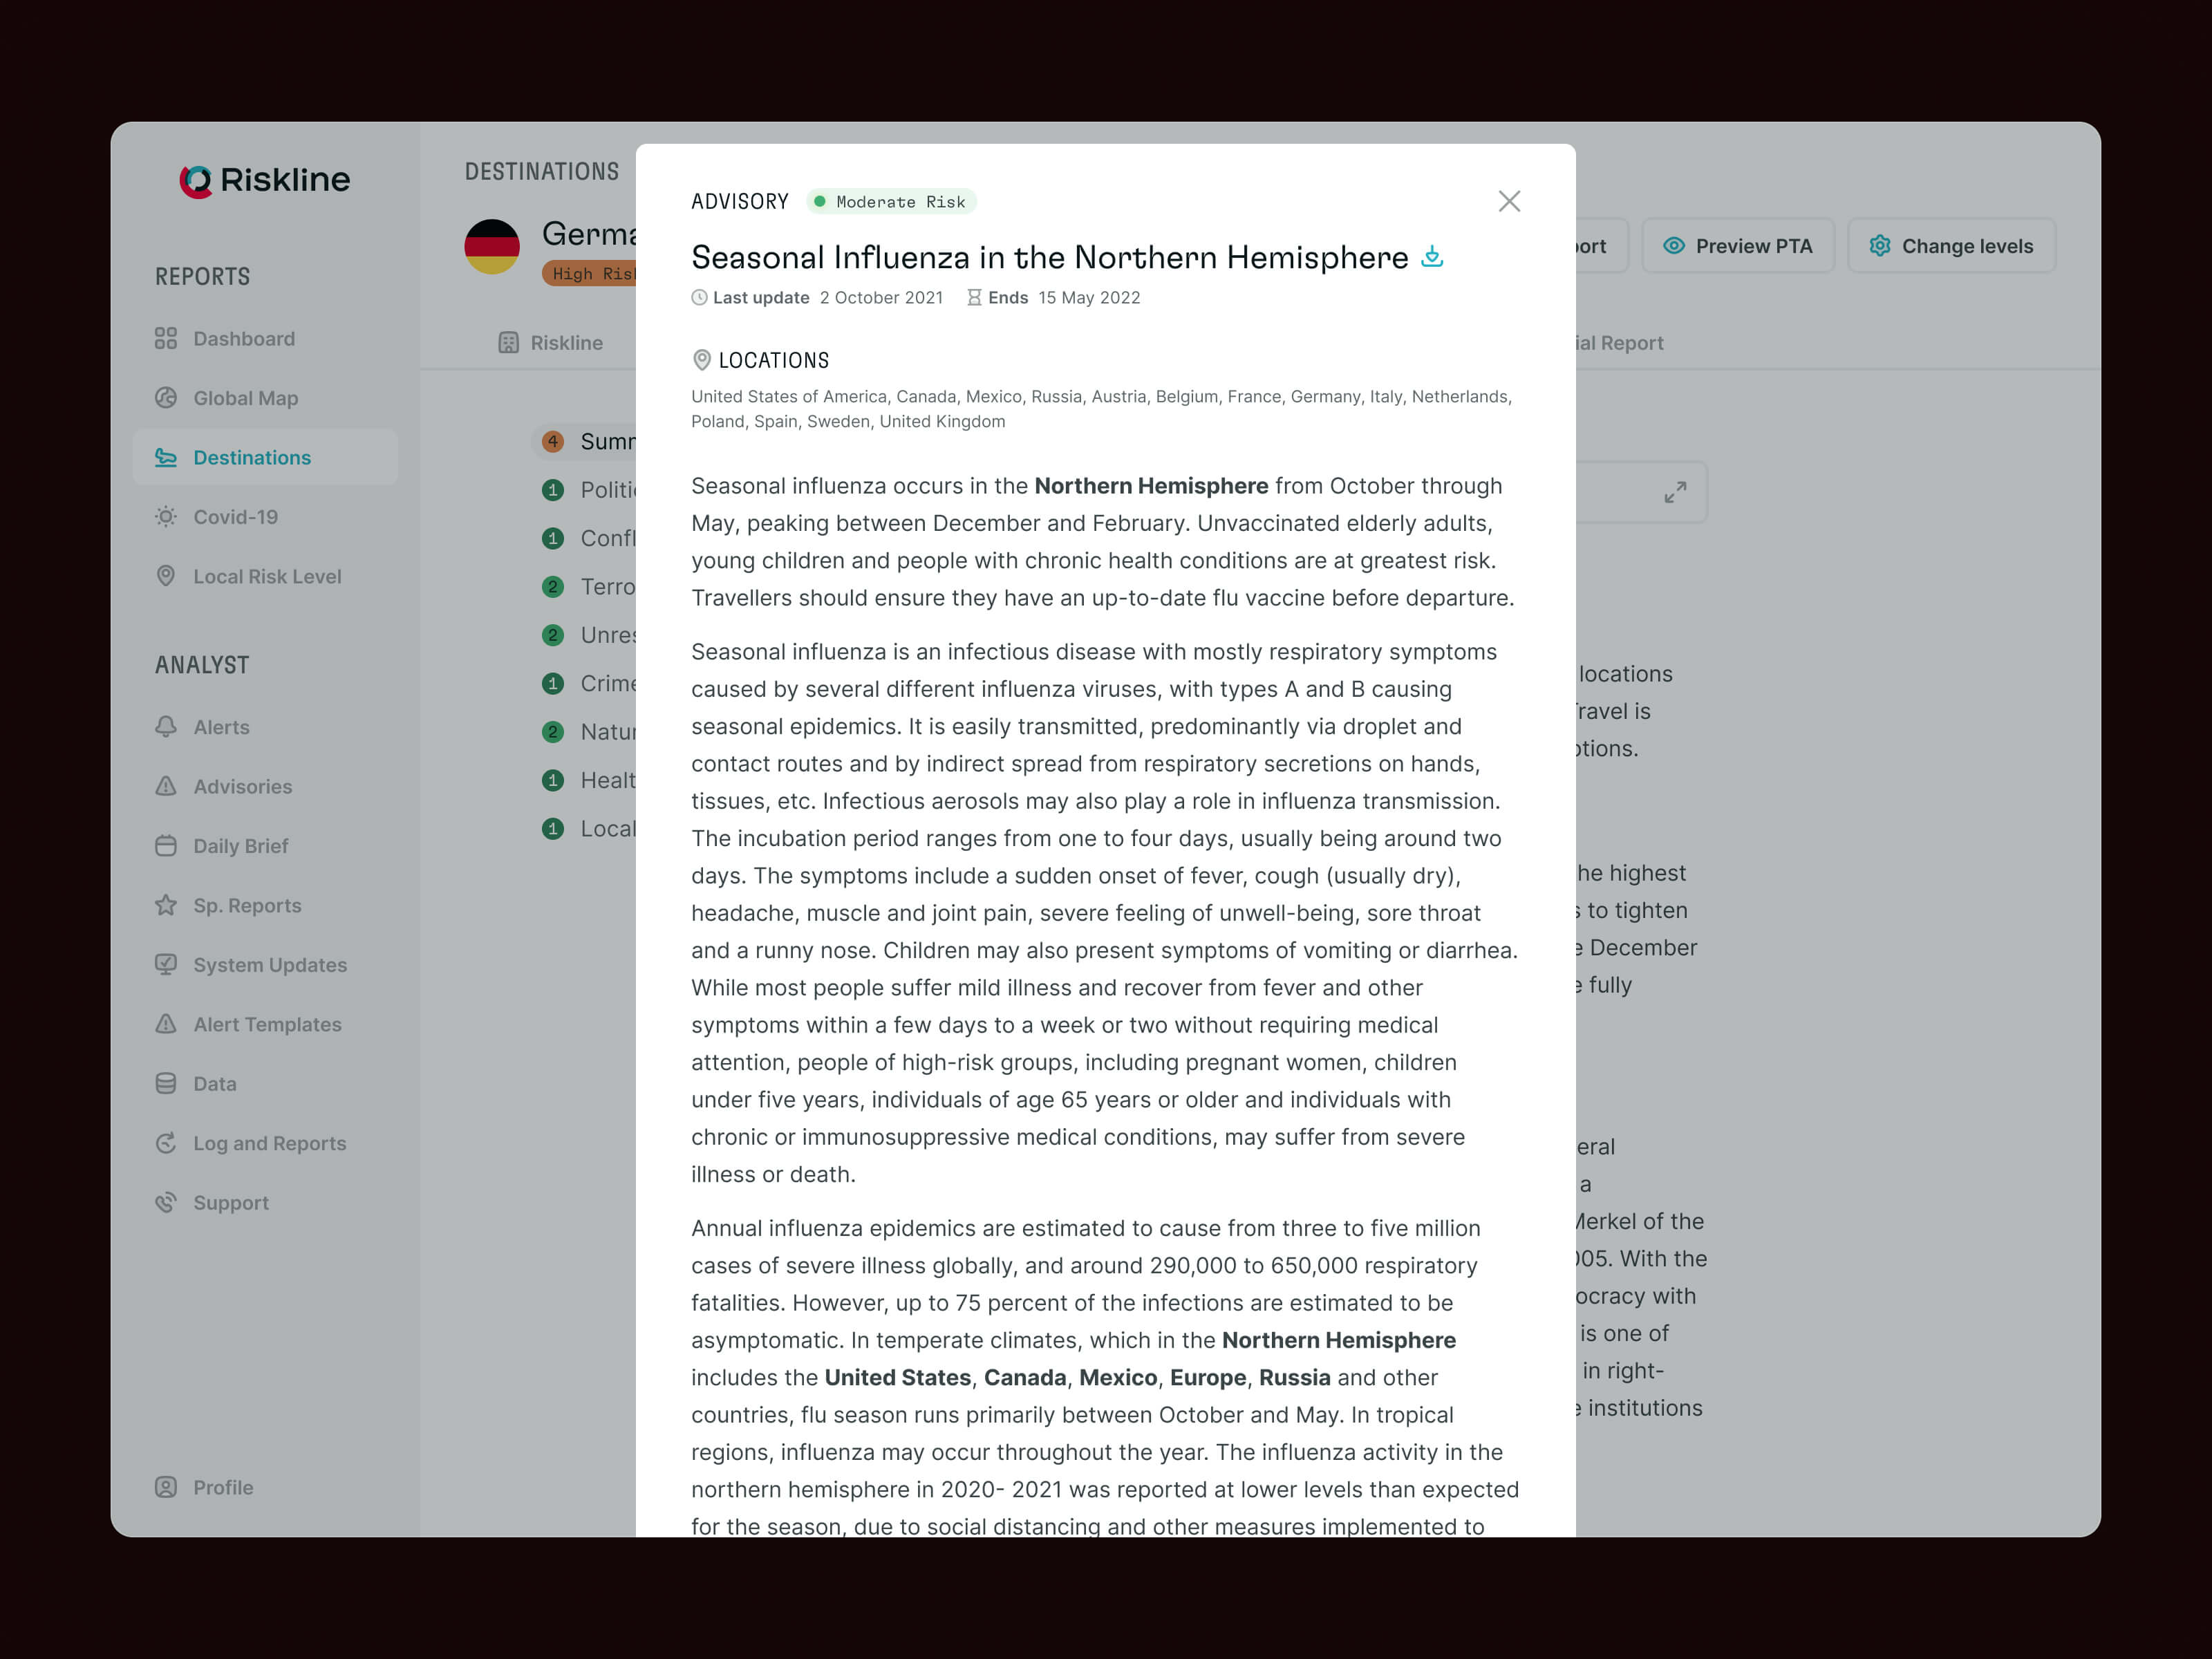 Riskline
REPORTS
Dashboard
Global Map
Destinations
Covid-19
Local Risk Level
ANALYST
Alerts
Advisories
Daily Brief
Sp. Reports
System Updates
Alert Templates
Data
Log and Reports
Support
Profile
DESTINATIONS
Riskline
4
1
1
2
2
1
2
1
1 Local
ADVISORY Moderate Risk
Seasonal Influenza in the Northern Hemisphere
Last update 2 October 2021 Ends 15 May 2022
LOCATIONS
United States of America, Canada, Mexico, Russia, Austria, Belgium, France, Germany, Italy, Netherlands,
Poland, Spain, Sweden, United Kingdom
Seasonal influenza occurs in the Northern Hemisphere from October through
May, peaking between December and February. Unvaccinated elderly adults,
young children and people with chronic health conditions are at greatest risk.
Travellers should ensure they have an up-to-date flu vaccine before departure.
Seasonal influenza is an infectious disease with mostly respiratory symptoms
caused by several different influenza viruses, with types A and B causing
seasonal epidemics. It is easily transmitted, predominantly via droplet and
contact routes and by indirect spread from respiratory secretions on hands,
tissues, etc. Infectious aerosols may also play a role in influenza transmission.
The incubation period ranges from one to four days, usually being around two
days. The symptoms include a sudden onset of fever, cough (usually dry),
headache, muscle and joint pain, severe feeling of unwell-being, sore throat
and a runny nose. Children may also present symptoms of vomiting or diarrhea.
While most people suffer mild illness and recover from fever and other
symptoms within a few days to a week or two without requiring medical
attention, people of high-risk groups, including pregnant women, children
under five years, individuals of age 65 years or older and individuals with
chronic or immunosuppressive medical conditions, may suffer from severe
illness or death.
Annual influenza epidemics are estimated to cause from three to five million
cases of severe illness globally, and around 290,000 to 650,000 respiratory
fatalities. However, up to 75 percent of the infections are estimated to be
asymptomatic. In temperate climates, which in the Northern Hemisphere
includes the United States, Canada, Mexico, Europe, Russia and other
countries, flu season runs primarily between October and May. In tropical
regions, influenza may occur throughout the year. The influenza activity in the
northern hemisphere in 2020- 2021 was reported at lower levels than expected
for the season, due to social distancing and other measures implemented to
Preview PTA
Change levels
Report
locations
is
highest
to tighten
December
fully
a
Merkel of the
With the
with
is one of
in right-
institutions